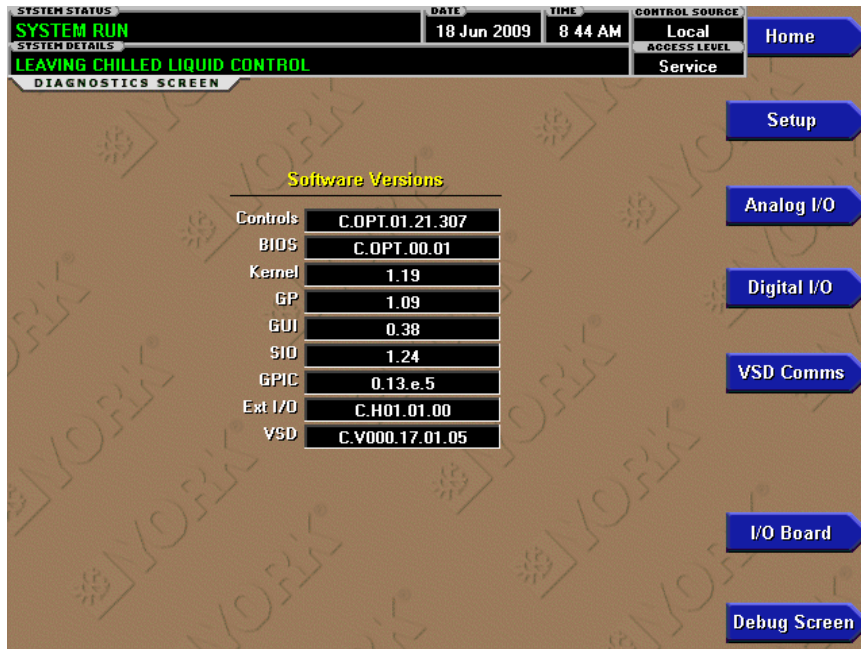 SYSTEM STATUS
SYSTEM RUN
DATE
18 Jun 2009
TIME
8 44 AM
CONTROL SOURCE
Local
SYSTEM DETAILS
LEAVING CHILLED LIQUID CONTROL
ACCESS LEVEL
Service
DIAGNOSTICS SCREEN
Home
Setup
Analog I/O
Digital I/O
VSD Comms
I/O Board
Debug Screen
Software Versions
Controls C.OPT.01.21.307
BIOS C.OPT.00.01
Kernel 1.19
GP 1.09
GUI 0.38
SIO 1.24
GPIC 0.13.e.5
Ext I/O C.H01.01.00
VSD C.V000.17.01.05
YORK